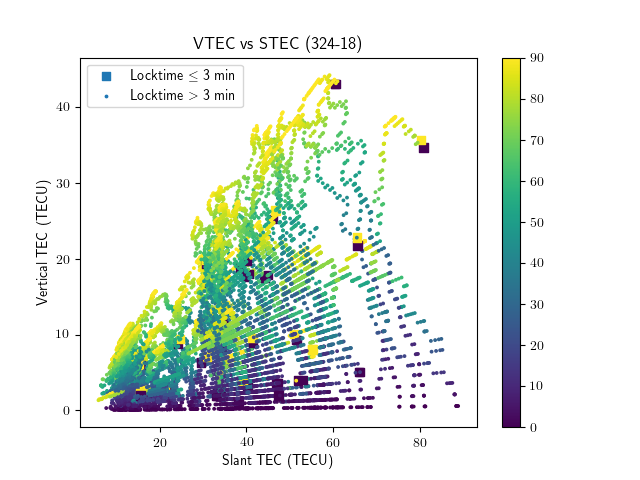 VTEC vs STEC (324-18)
Locktime ≤ 3 min
Locktime > 3 min
Vertical TEC (TECU)
40
30
20
10
0
20 40 60 80
Slant TEC (TECU)
90
80
70
60
50
40
30
20
10
0